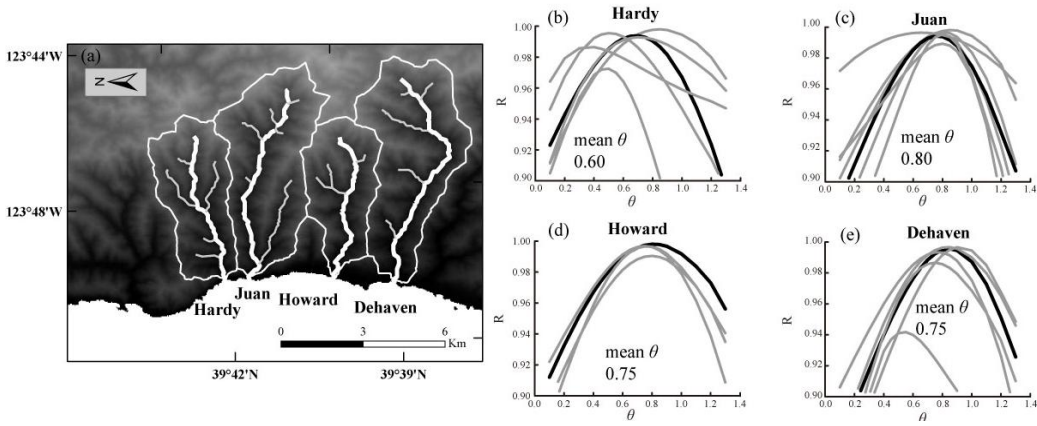 (a)
123°44'W
123°48'W
N
Hardy
Juan
Howard
Dehaven
0 3 6
Km
39°42'N 39°39'N
(b) Hardy
R
1.00
0.98
0.96
0.94
0.92
0.90
mean θ
0.60
0.0 0.2 0.4 0.6 0.8 1.0 1.2 1.4
θ
(c) Juan
R
1.00
0.98
0.96
0.94
0.92
0.90
mean θ
0.80
0.0 0.2 0.4 0.6 0.8 1.0 1.2 1.4
θ
(d) Howard
R
1.00
0.98
0.96
0.94
0.92
0.90
mean θ
0.75
0.0 0.2 0.4 0.6 0.8 1.0 1.2 1.4
θ
(e) Dehaven
R
1.00
0.98
0.96
0.94
0.92
0.90
mean θ
0.75
0.0 0.2 0.4 0.6 0.8 1.0 1.2 1.4
θ